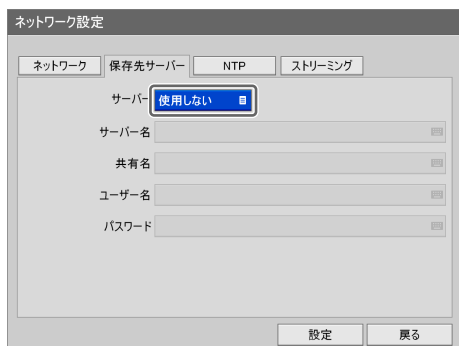 ネットワーク設定
ネットワーク 保存先サーバー NTP ストリーミング
サーバー 使用しない
サーバー名
共有名
ユーザー名
パスワード
設定 戻る